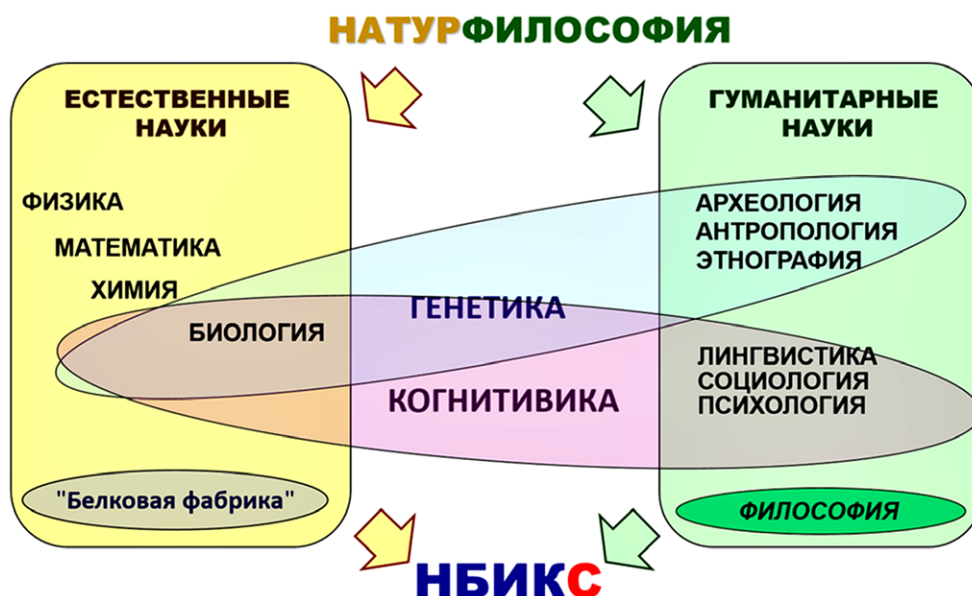 НАТУРФИЛОСОФИЯ
ЕСТЕСТВЕННЫЕ
НАУКИ
ФИЗИКА
МАТЕМАТИКА
ХИМИЯ
БИОЛОГИЯ
"Белковая фабрика"
ГЕНЕТИКА
КОГНИТИВИКА
ГУМАНИТАРНЫЕ
НАУКИ
АРХЕОЛОГИЯ
АНТРОПОЛОГИЯ
ЭТНОГРАФИЯ
ЛИНГВИСТИКА
СОЦИОЛОГИЯ
ПСИХОЛОГИЯ
ФИЛОСОФИЯ
НБИКС